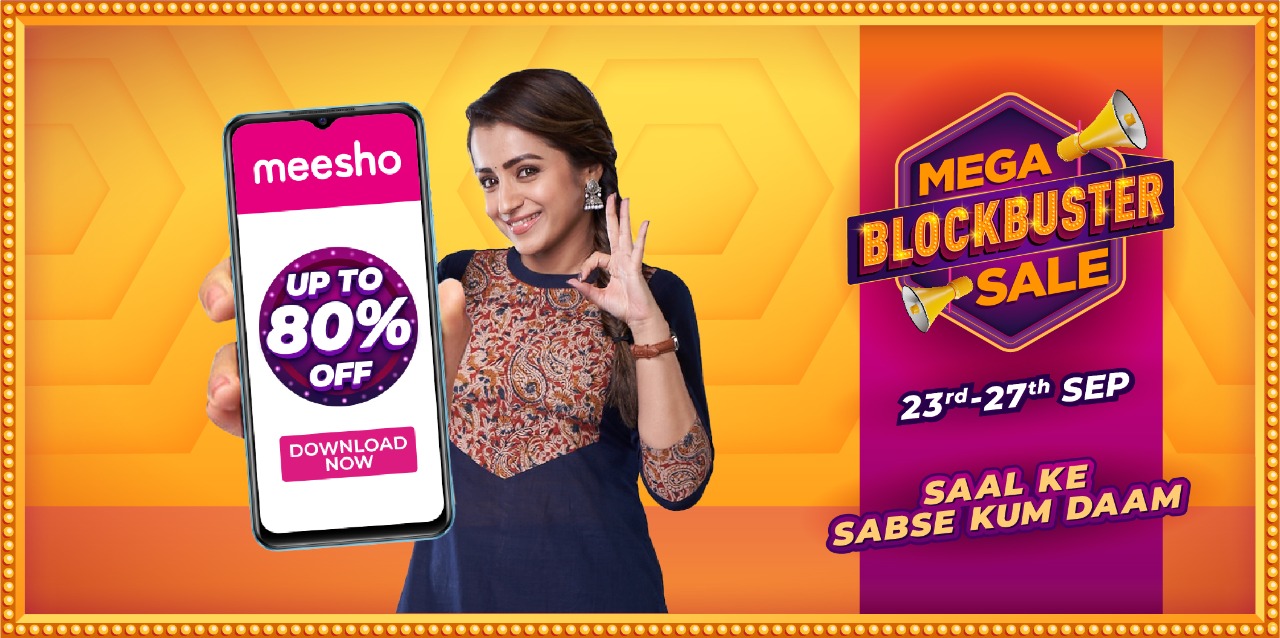 meesho
UP TO
80%
OFF
DOWNLOAD
NOW
MEGA
BLOCKBUSTER
SALE
23rd-27th SEP
SAAL KE
SABSE KUM DAAM